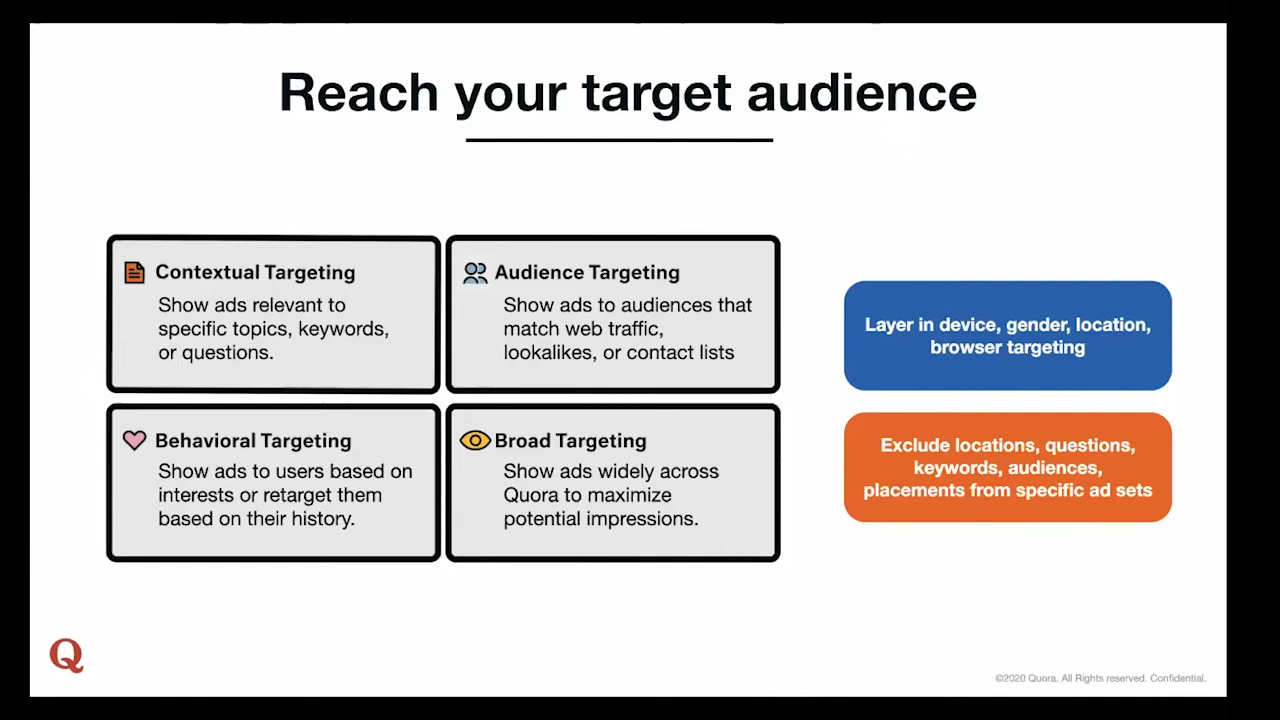 Reach your target audience
Contextual Targeting
Show ads relevant to
specific topics, keywords,
or questions.
Audience Targeting
Show ads to audiences that
match web traffic,
lookalikes, or contact lists
Behavioral Targeting
Show ads to users based on
interests or retarget them
based on their history.
Broad Targeting
Show ads widely across
Quora to maximize
potential impressions.
Layer in device, gender, location,
browser targeting
Exclude locations, questions,
keywords, audiences,
placements from specific ad sets
Q
©2020 Quora. All Rights reserved. Confidential.